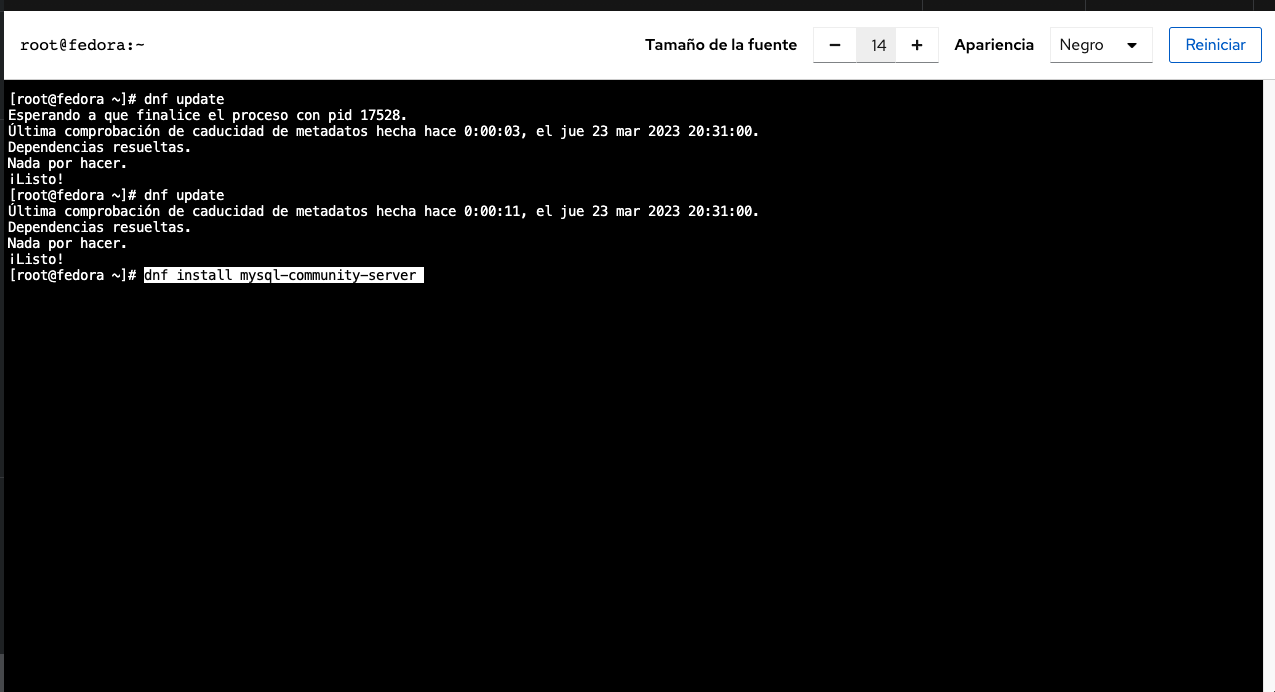 root@fedora:~ Tamaño de la fuente − 14 + Apariencia Negro Reiniciar
[root@fedora ~]# dnf update
Esperando a que finalice el proceso con pid 17528.
Última comprobación de caducidad de metadatos hecha hace 0:00:03, el jue 23 mar 2023 20:31:00.
Dependencias resueltas.
Nada por hacer.
¡Listo!
[root@fedora ~]# dnf update
Última comprobación de caducidad de metadatos hecha hace 0:00:11, el jue 23 mar 2023 20:31:00.
Dependencias resueltas.
Nada por hacer.
¡Listo!
[root@fedora ~]# dnf install mysql-community-server